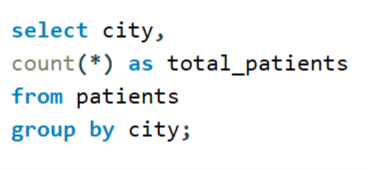 select city,
count(*) as total_patients
from patients
group by city;